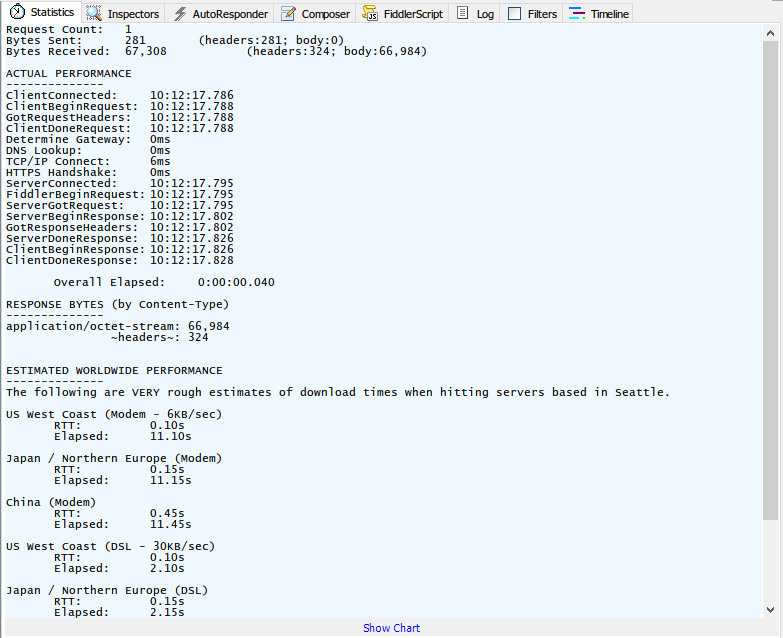 Statistics Inspectors AutoResponder Composer FiddlerScript Log Filters Timeline
Request Count: 1
Bytes Sent: 281 (headers:281; body:0)
Bytes Received: 67,308 (headers:324; body:66,984)
ACTUAL PERFORMANCE
--------------
ClientConnected: 10:12:17.786
ClientBeginRequest: 10:12:17.788
GotRequestHeaders: 10:12:17.788
ClientDoneRequest: 10:12:17.788
Determine Gateway: 0ms
DNS Lookup: 0ms
TCP/IP Connect: 6ms
HTTPS Handshake: 0ms
ServerConnected: 10:12:17.795
FiddlerBeginRequest: 10:12:17.795
ServerGotRequest: 10:12:17.795
ServerBeginResponse: 10:12:17.802
GotResponseHeaders: 10:12:17.802
ServerDoneResponse: 10:12:17.826
ClientBeginResponse: 10:12:17.826
ClientDoneResponse: 10:12:17.828
Overall Elapsed: 0:00:00.040
RESPONSE BYTES (by Content-Type)
--------------
application/octet-stream: 66,984
~headers~: 324
ESTIMATED WORLDWIDE PERFORMANCE
--------------
The following are VERY rough estimates of download times when hitting servers based in Seattle.
US West Coast (Modem - 6KB/sec)
RTT: 0.10s
Elapsed: 11.10s
Japan / Northern Europe (Modem)
RTT: 0.15s
Elapsed: 11.15s
China (Modem)
RTT: 0.45s
Elapsed: 11.45s
US West Coast (DSL - 30KB/sec)
RTT: 0.10s
Elapsed: 2.10s
Japan / Northern Europe (DSL)
RTT: 0.15s
Elapsed: 2.15s
Show Chart